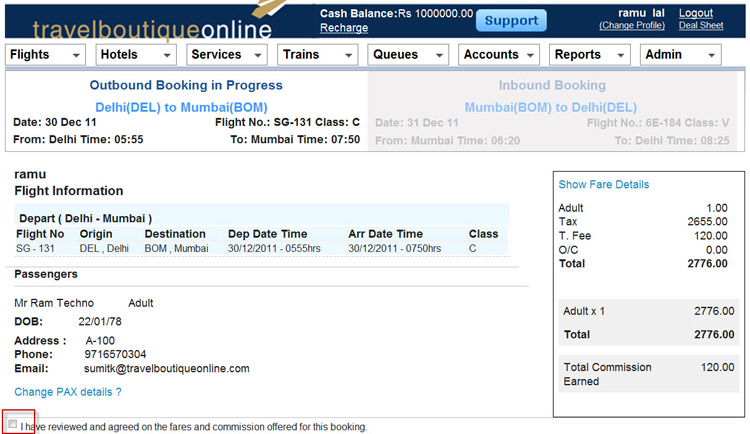 travelboutiqueonline
Cash Balance:Rs 1000000.00
Recharge
Support
ramu lal
(Change Profile)
Logout
Deal Sheet
Flights Hotels Services Trains Queues Accounts Reports Admin
Outbound Booking in Progress
Delhi(DEL) to Mumbai(BOM)
Date: 30 Dec 11 Flight No.: SG-131 Class: C
From: Delhi Time: 05:55 To: Mumbai Time: 07:50
Inbound Booking
Mumbai(BOM) to Delhi(DEL)
Date: 31 Dec 11 Flight No.: 6E-184 Class: V
From: Mumbai Time: 06:20 To: Delhi Time: 08:25
ramu
Flight Information
Depart ( Delhi - Mumbai )
Flight No Origin Destination Dep Date Time Arr Date Time Class
SG - 131 DEL , Delhi BOM , Mumbai 30/12/2011 - 0555hrs 30/12/2011 - 0750hrs C
Passengers
Mr Ram Techno Adult
DOB: 22/01/78
Address : A-100
Phone: 9716570304
Email: sumitk@travelboutiqueonline.com
Change PAX details ?
Show Fare Details
Adult 1.00
Tax 2655.00
T. Fee 120.00
O/C 0.00
Total 2776.00
Adult x 1 2776.00
Total 2776.00
Total Commission 120.00
Earned
I have reviewed and agreed on the fares and commission offered for this booking.